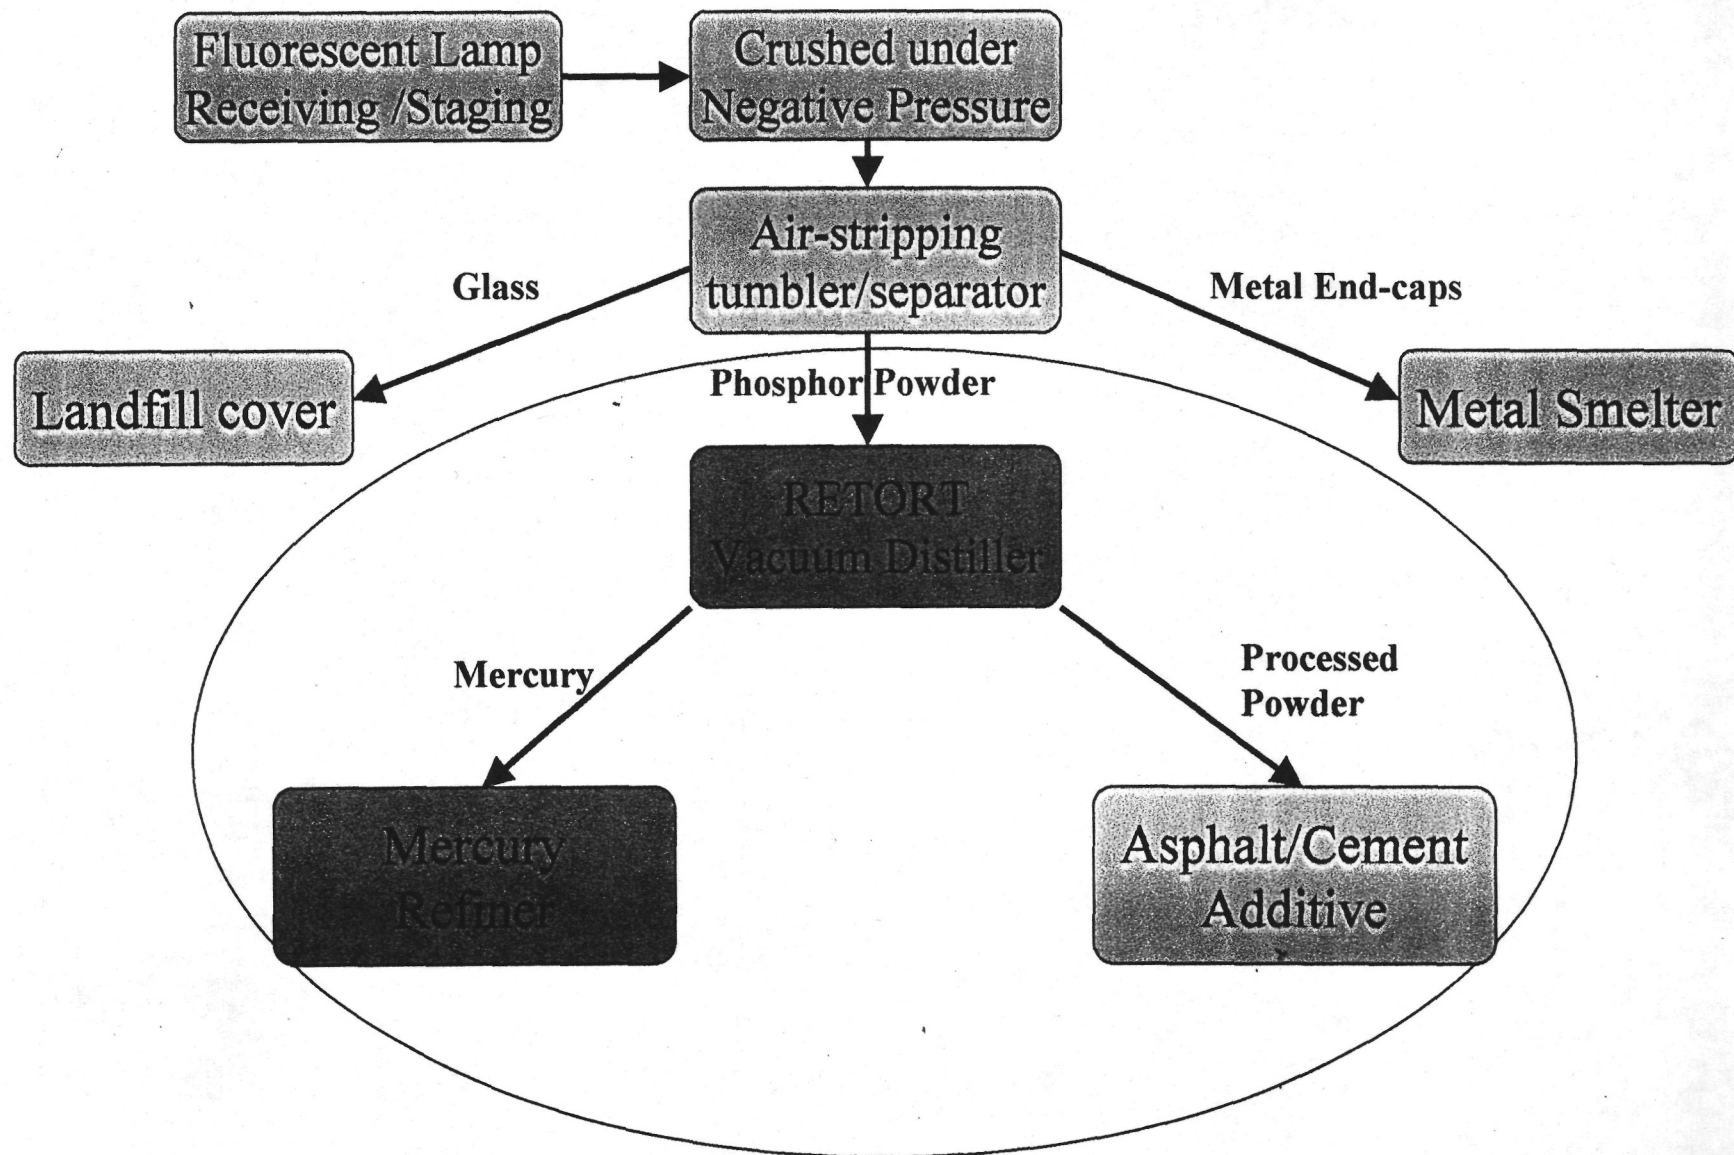 Fluorescent Lamp
Receiving /Staging
Crushed under
Negative Pressure
Air-stripping
tumbler/separator
Glass
Metal End-caps
Landfill cover
Phosphor Powder
Metal Smelter
RETORT
Vacuum Distiller
Mercury
Processed
Powder
Mercury
Refiner
Asphalt/Cement
Additive